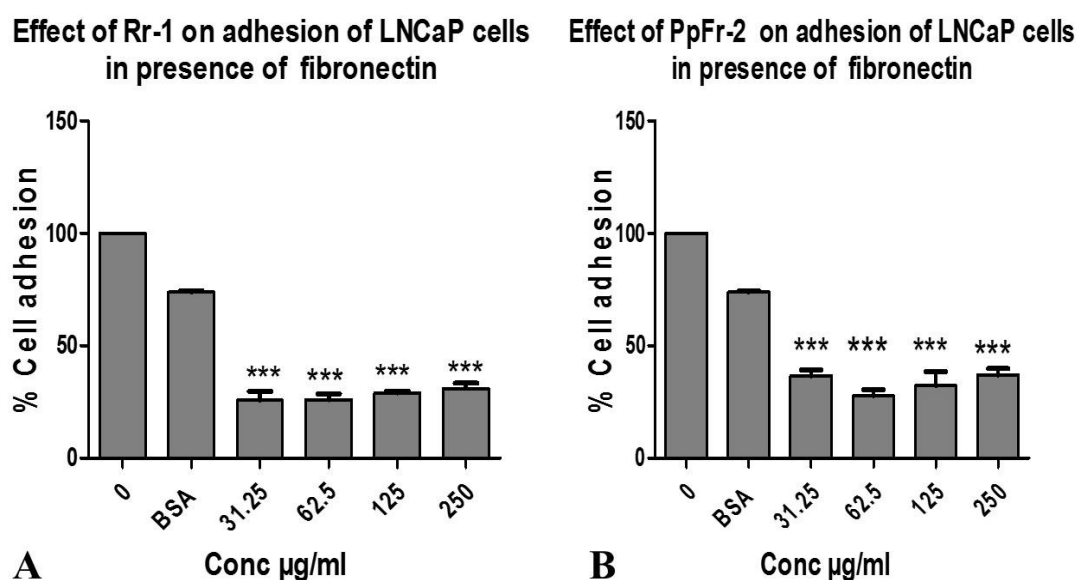 Effect of Rr-1 on adhesion of LNCaP cells
in presence of fibronectin
% Cell adhesion
150
100
50
0
*** *** *** ***
0 BSA 31.25 62.5 125 250
A Conc µg/ml
Effect of PpFr-2 on adhesion of LNCaP cells
in presence of fibronectin
% Cell adhesion
150
100
50
0
*** *** *** ***
0 BSA 31.25 62.5 125 250
B Conc µg/ml